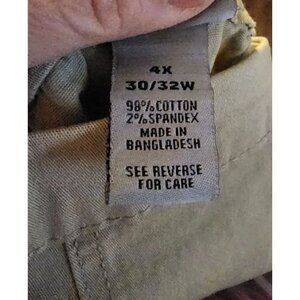 4X
30/32W
98% COTTON
2% SPANDEX
MADE IN
BANGLADESH
SEE REVERSE
FOR CARE